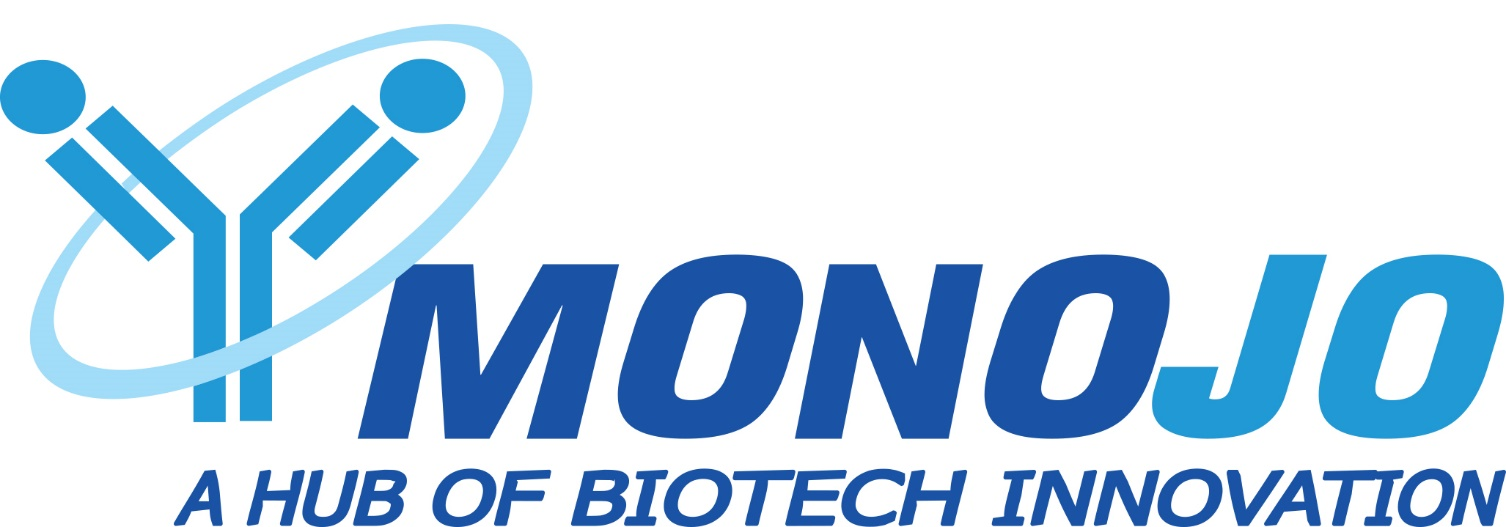 MONOJO
A HUB OF BIOTECH INNOVATION